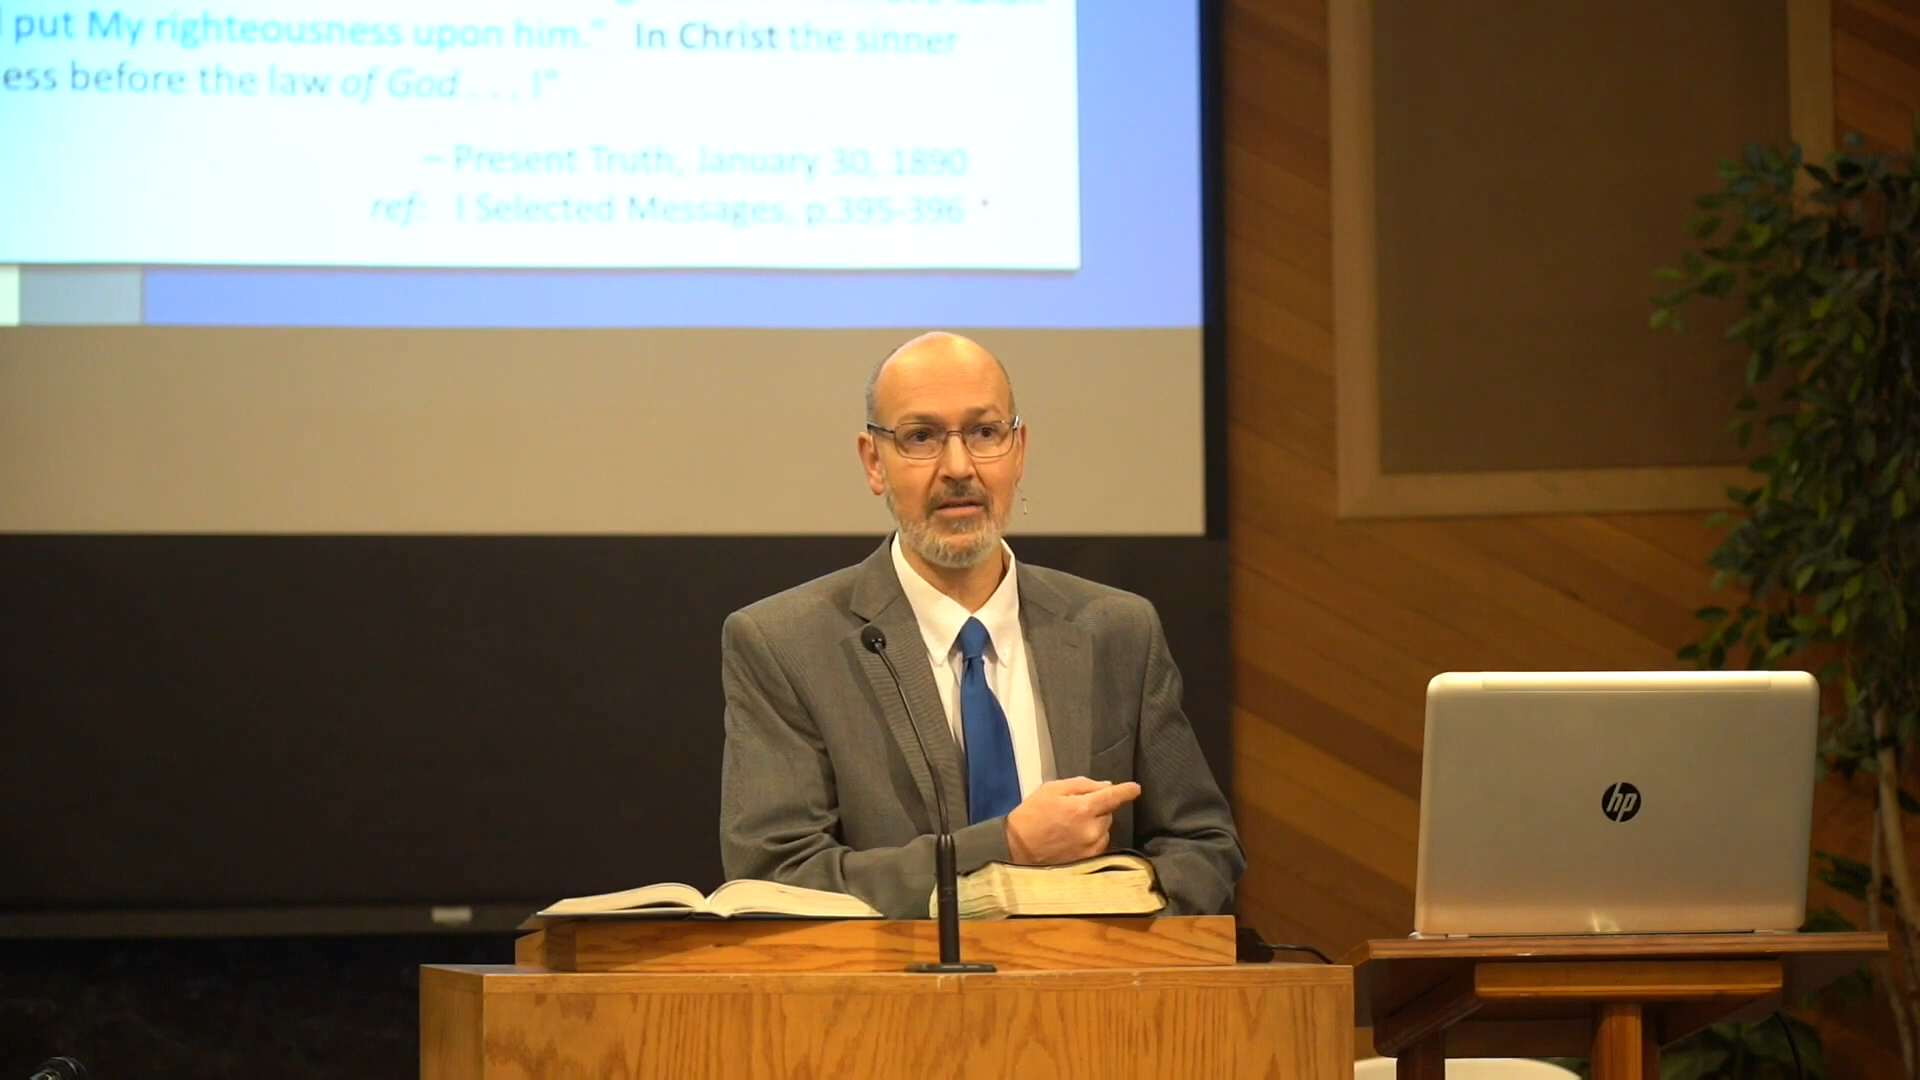 put My righteousness upon him." In Christ the sinner
ess before the law of God . . . . !"
– Present Truth, January 30, 1890
ref: I Selected Messages, p.395-396
hp